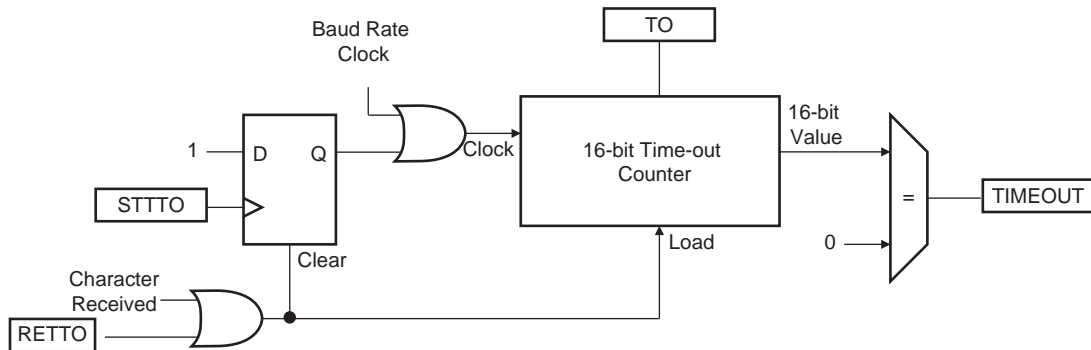 TO
Baud Rate
Clock
16-bit
Value
1
D
Q
Clock
16-bit Time-out
Counter
STTTO
=
TIMEOUT
Clear
Load
0
Character
Received
RETTO